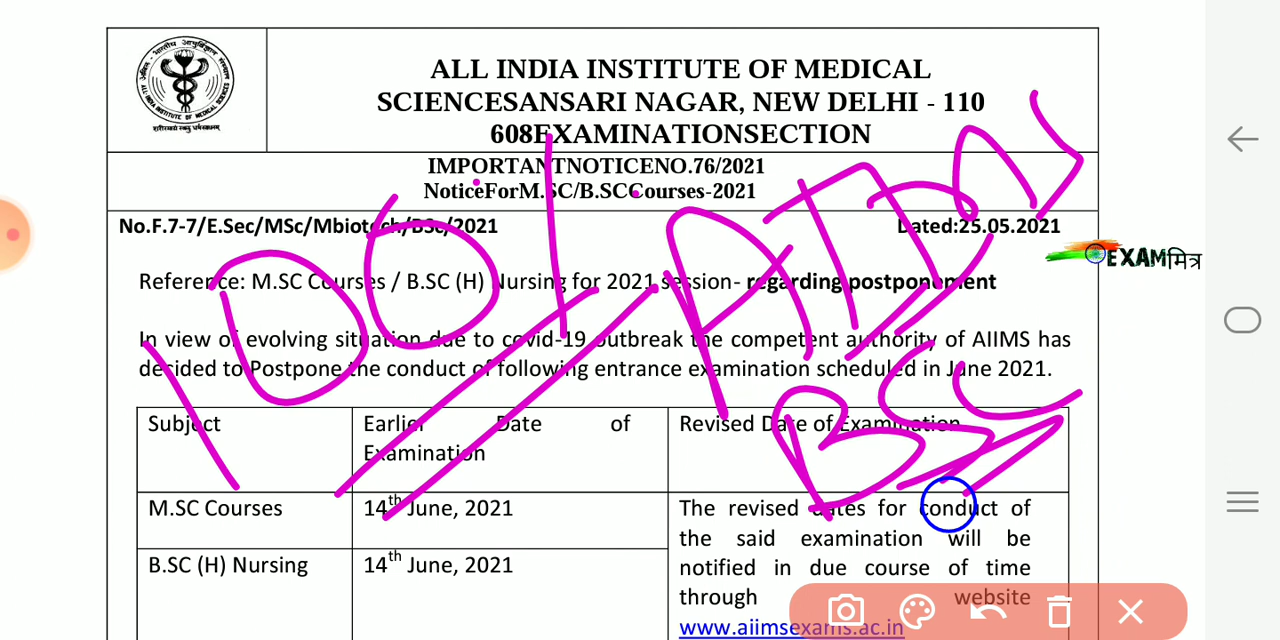 ALL INDIA INSTITUTE OF MEDICAL
SCIENCESANSARI NAGAR, NEW DELHI - 110
608EXAMINATIONSECTION
IMPORTANTNOTICENO.76/2021
NoticeForM.SC/B.SCCourses-2021
No.F.7-7/E.Sec/MSc/Mbiotech/BSc/2021 Dated:25.05.2021
EXAMमित्र
Reference: M.SC Courses / B.SC (H) Nursing for 2021 session- regarding postponement
In view of evolving situation due to covid-19 outbreak the competent authority of AIIMS has
decided to Postpone the conduct of following entrance examination scheduled in June 2021.
Subject Earlier Date of Examination Revised Date of Examination
M.SC Courses 14th June, 2021 The revised dates for conduct of
the said examination will be
B.SC (H) Nursing 14th June, 2021 notified in due course of time
through website
www.aiimsexams.ac.in